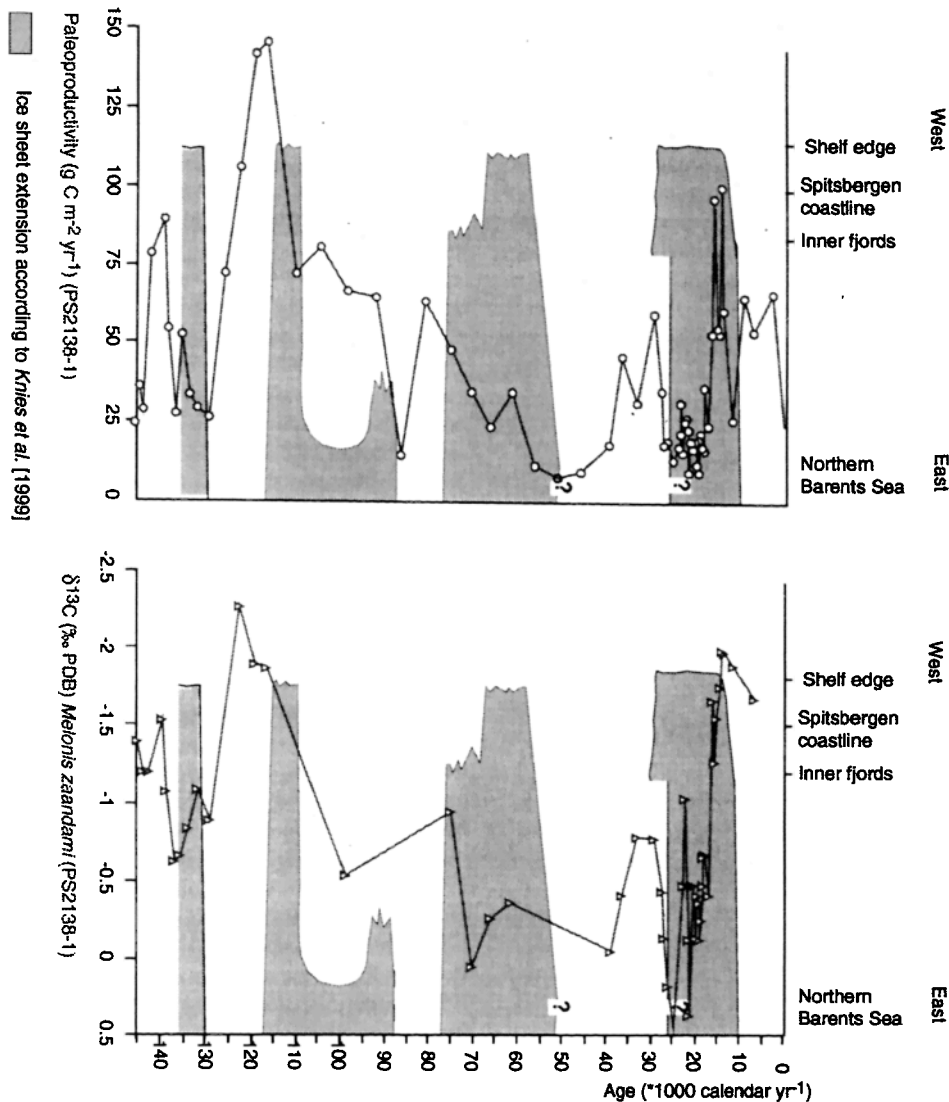 West
Shelf edge
Spitsbergen
coastline
Inner fjords
East
Northern
Barents Sea
150
125
100
75
50
25
0
Paleoproductivity (g C m-2 yr-1) (PS2138-1)
?
?
Ice sheet extension according to Knies et al. [1999]
West
Shelf edge
Spitsbergen
coastline
Inner fjords
East
Northern
Barents Sea
-2.5
-2
-1.5
-1
-0.5
0
0.5
δ13C (‰ PDB) Melonis zaandami (PS2138-1)
?
?
140 130 120 110 100 90 80 70 60 50 40 30 20 10 0
Age (*1000 calendar yr-1)